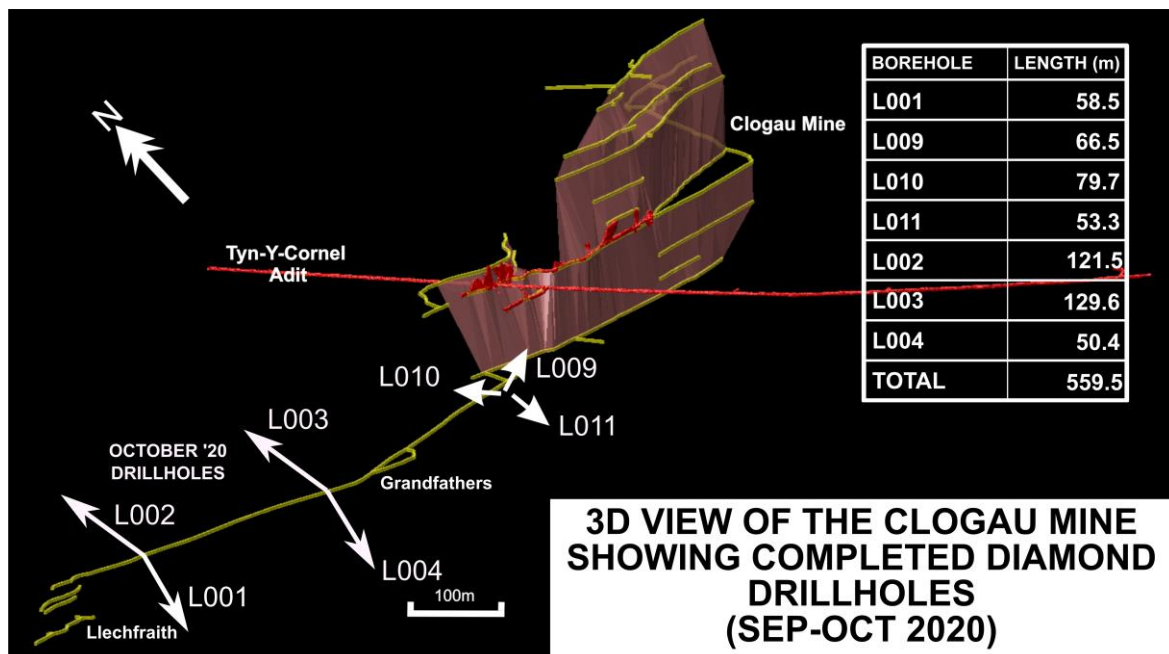 N
Tyn-Y-Cornel
Adit
Clogau Mine
BOREHOLE LENGTH (m)
L001 58.5
L009 66.5
L010 79.7
L011 53.3
L002 121.5
L003 129.6
L004 50.4
TOTAL 559.5
L009
L010
L011
L003
OCTOBER '20
DRILLHOLES
Grandfathers
L002
L004
L001
100m
Llechfraith
3D VIEW OF THE CLOGAU MINE
SHOWING COMPLETED DIAMOND
DRILLHOLES
(SEP-OCT 2020)